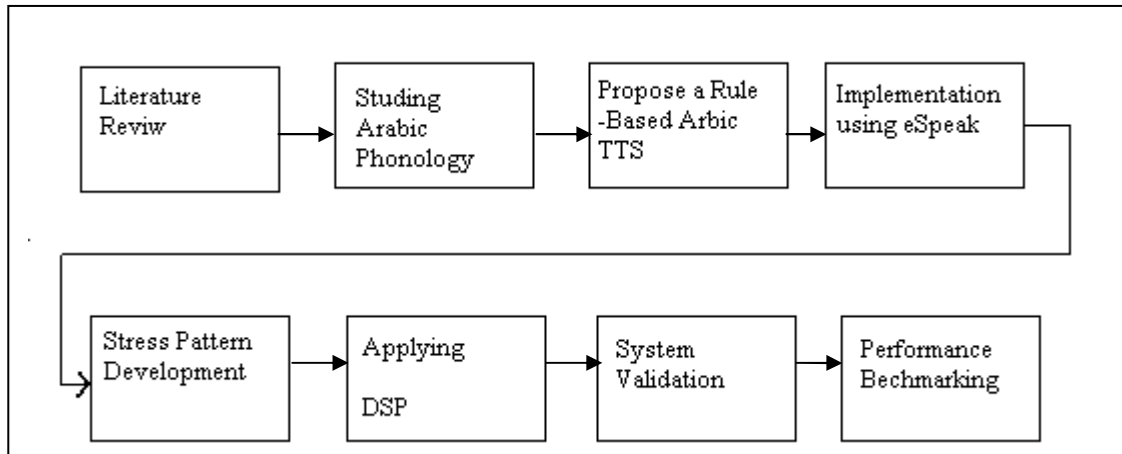 Literature
Reviw
Studing
Arabic
Phonology
Propose a Rule
-Based Arbic
TTS
Implementation
using eSpeak
Stress Pattern
Development
Applying
DSP
System
Validation
Performance
Bechmarking